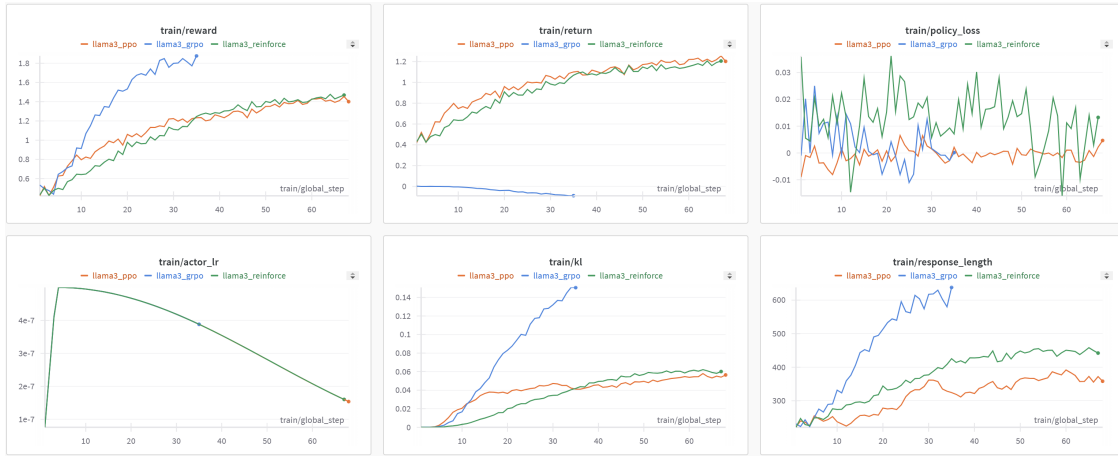 train/reward
llama3_ppo llama3_grpo llama3_reinforce
1.8
1.6
1.4
1.2
1
0.8
0.6
train/global_step
10 20 30 40 50 60
train/return
llama3_ppo llama3_grpo llama3_reinforce
1.2
1
0.8
0.6
0.4
0.2
0
train/global_step
10 20 30 40 50 60
train/policy_loss
llama3_ppo llama3_grpo llama3_reinforce
0.03
0.02
0.01
0
-0.01
train/global_step
10 20 30 40 50 60
train/actor_lr
llama3_ppo llama3_grpo llama3_reinforce
4e-7
3e-7
2e-7
1e-7
train/global_step
10 20 30 40 50 60
train/kl
llama3_ppo llama3_grpo llama3_reinforce
0.14
0.12
0.1
0.08
0.06
0.04
0.02
0
train/global_step
10 20 30 40 50 60
train/response_length
llama3_ppo llama3_grpo llama3_reinforce
600
500
400
300
train/global_step
10 20 30 40 50 60